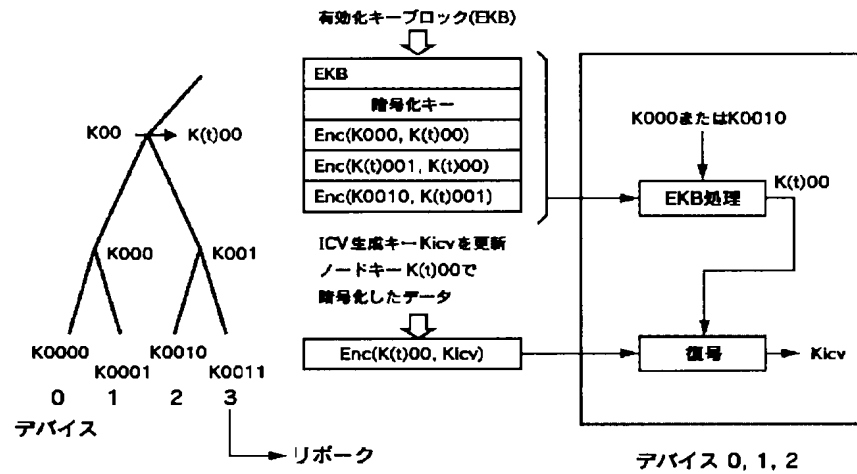 有効化キーブロック(EKB)
EKB
暗号化キー
Enc(K000, K(t)00)
Enc(K(t)001, K(t)00)
Enc(K0010, K(t)001)
K00
K(t)00
K000
K001
K0000
K0001
K0010
K0011
0
1
2
3
デバイス
リボーク
ICV生成キーKicvを更新
ノードキーK(t)00で
暗号化したデータ
Enc(K(t)00, Kicv)
K000またはK0010
EKB処理
K(t)00
復号
Kicv
デバイス 0, 1, 2